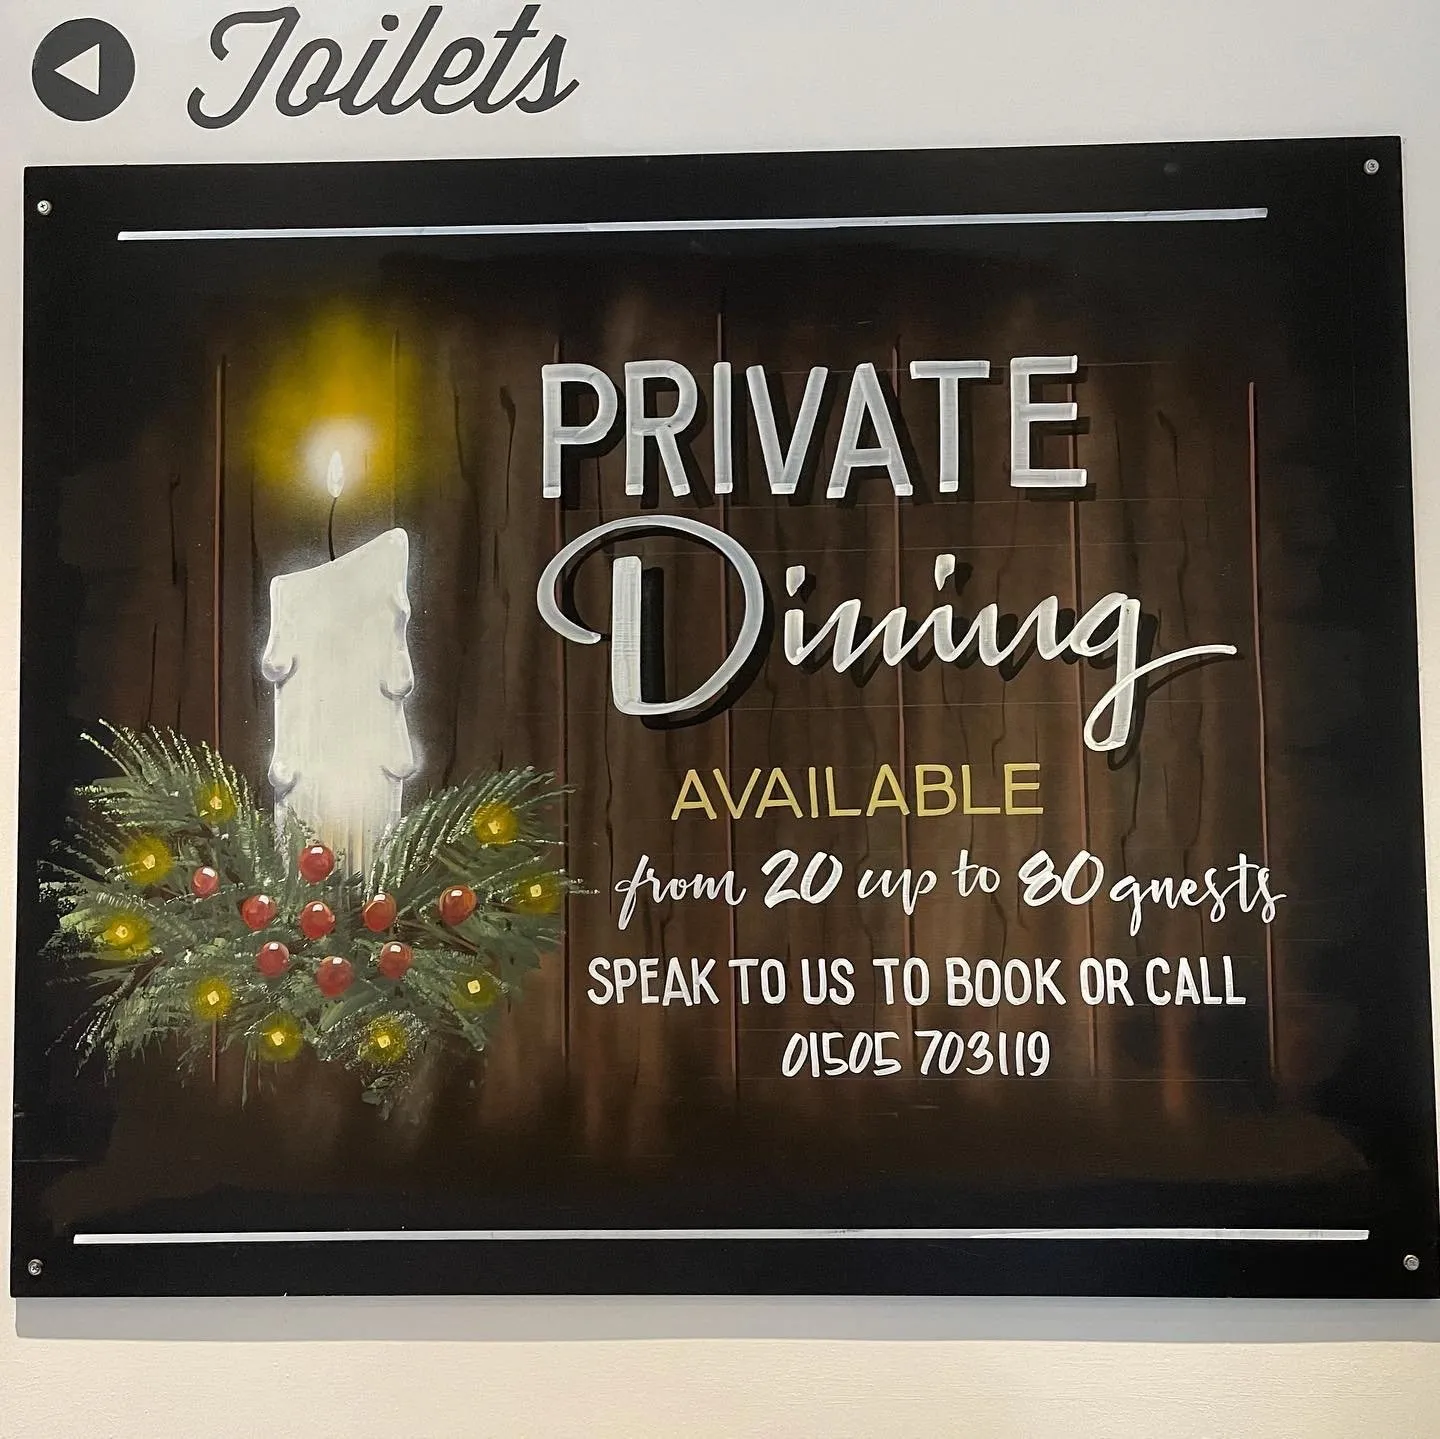 Toilets
PRIVATE
Dining
AVAILABLE
from 20 up to 80 guests
SPEAK TO US TO BOOK OR CALL
01505 703119